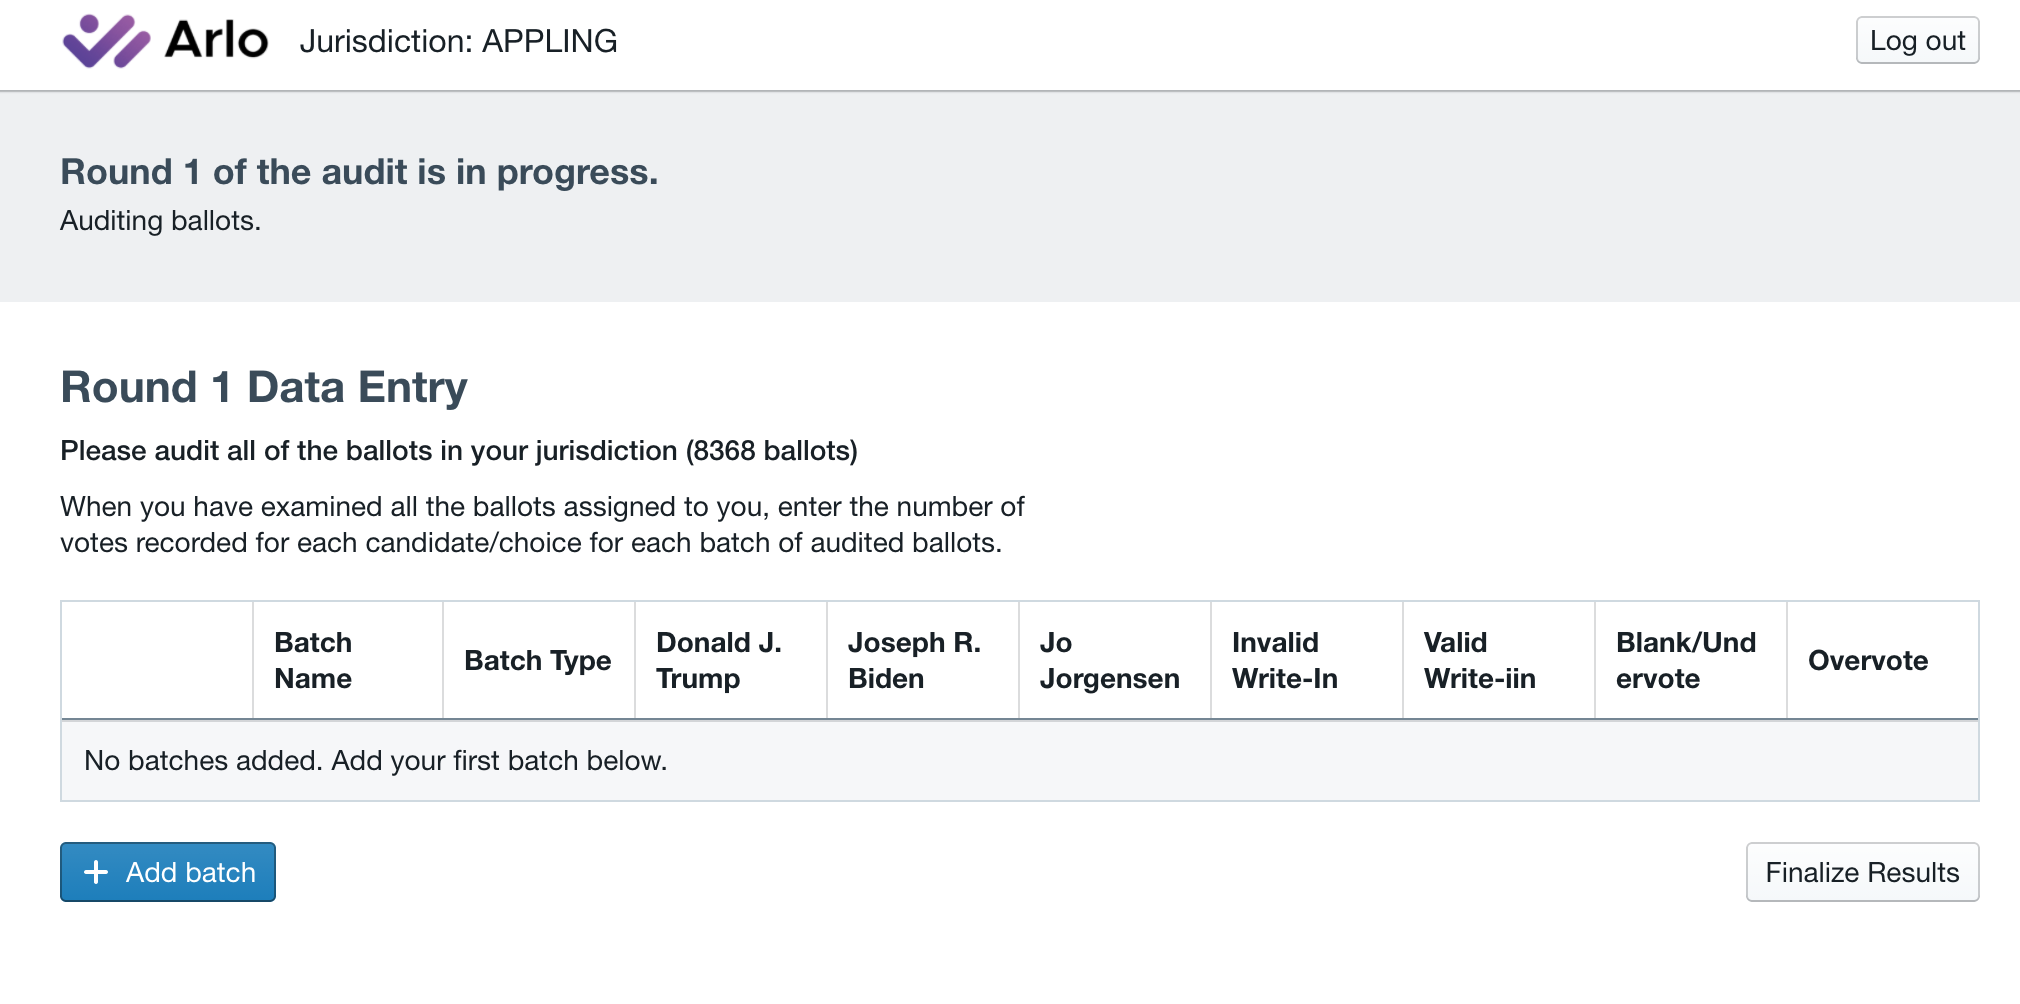 Arlo Jurisdiction: APPLING Log out
Round 1 of the audit is in progress.
Auditing ballots.
Round 1 Data Entry
Please audit all of the ballots in your jurisdiction (8368 ballots)
When you have examined all the ballots assigned to you, enter the number of
votes recorded for each candidate/choice for each batch of audited ballots.
Batch
Name
Batch Type
Donald J.
Trump
Joseph R.
Biden
Jo
Jorgensen
Invalid
Write-In
Valid
Write-iin
Blank/Und
ervote
Overvote
No batches added. Add your first batch below.
+ Add batch
Finalize Results